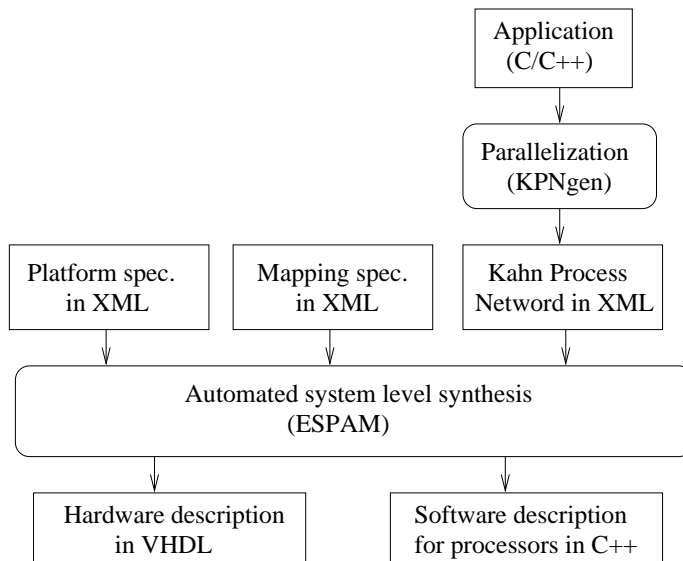 Application
(C/C++)
Parallelization
(KPNgen)
Platform spec.
in XML
Mapping spec.
in XML
Kahn Process
Netword in XML
Automated system level synthesis
(ESPAM)
Hardware description
in VHDL
Software description
for processors in C++